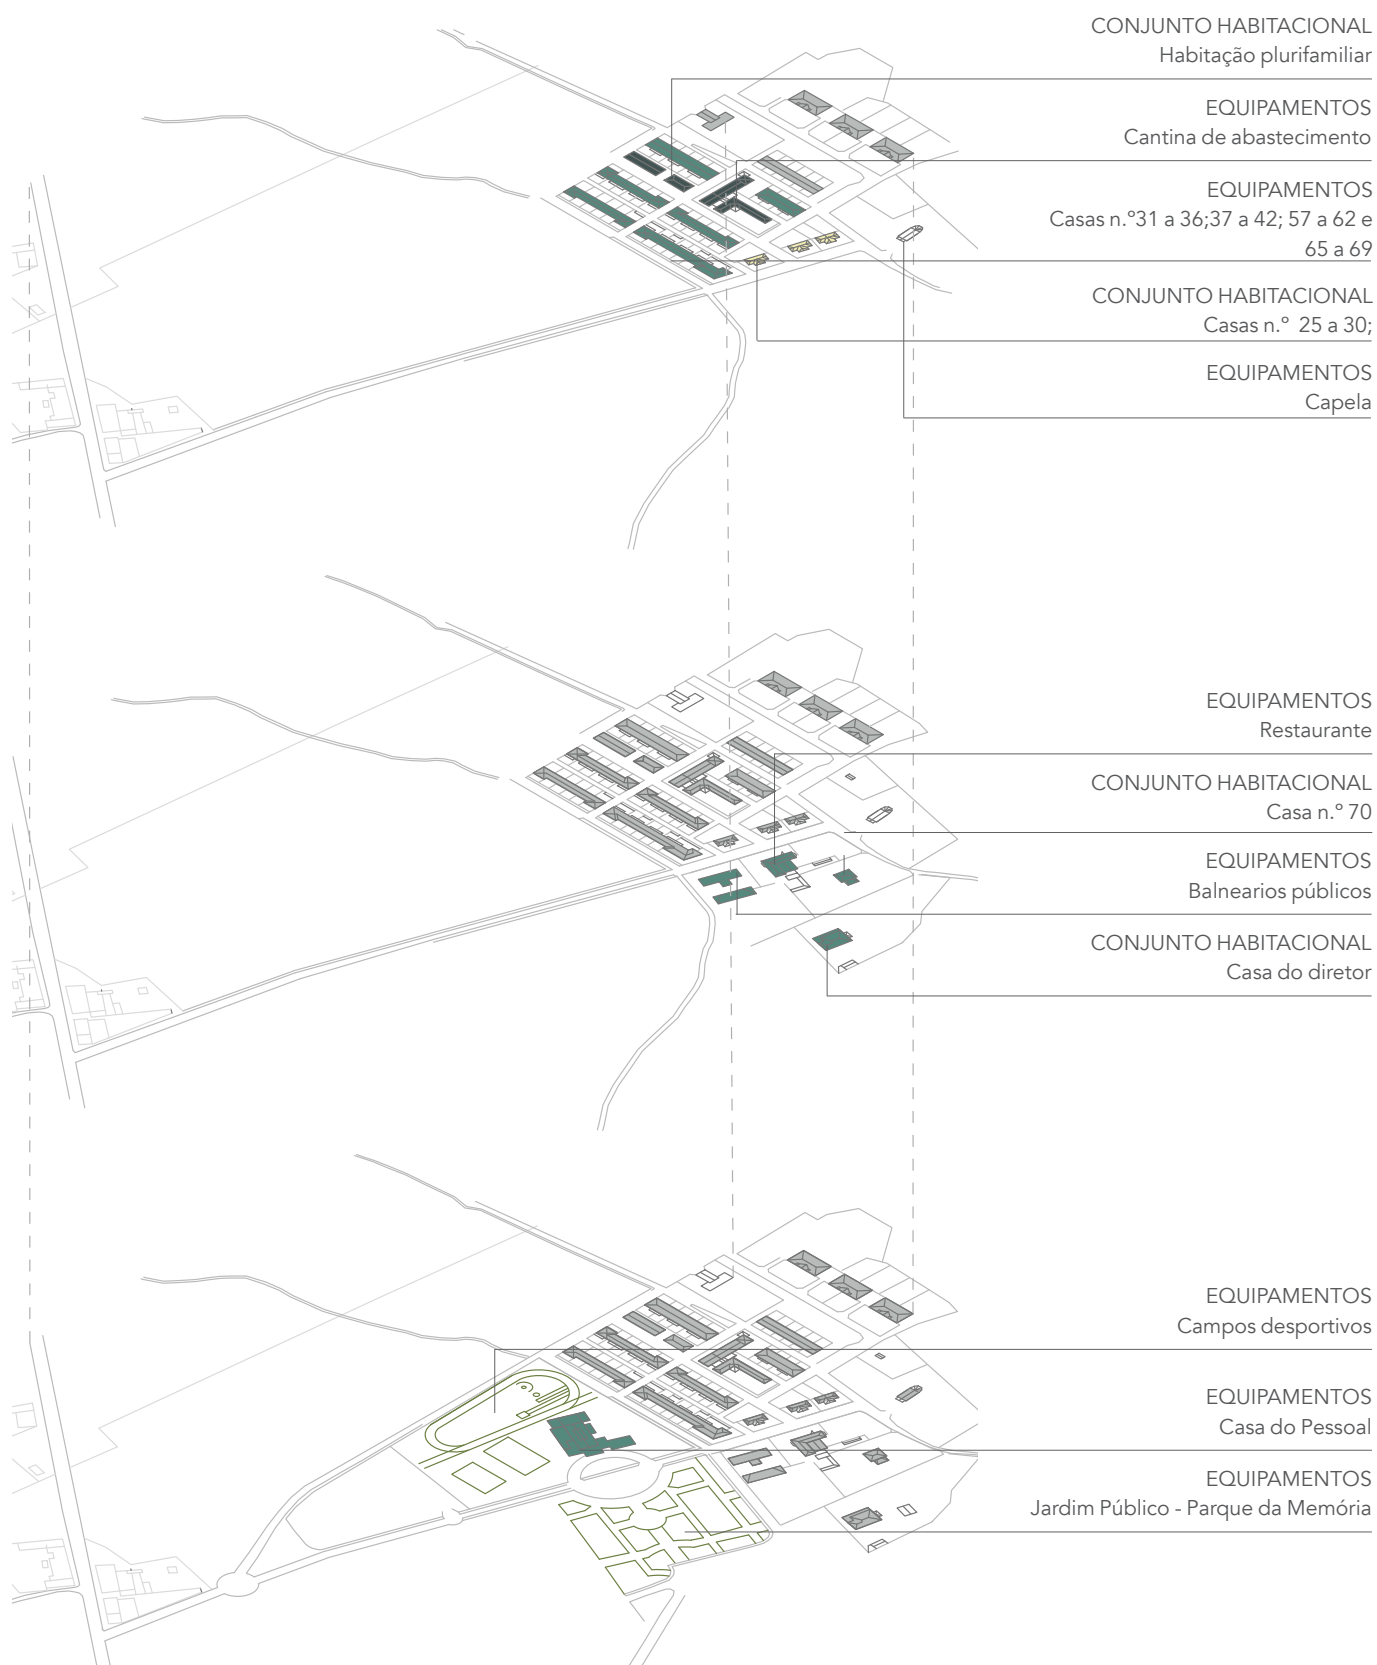 CONJUNTO HABITACIONAL
Habitação plurifamiliar
EQUIPAMENTOS
Cantina de abastecimento
EQUIPAMENTOS
Casas n.º31 a 36;37 a 42; 57 a 62 e
65 a 69
CONJUNTO HABITACIONAL
Casas n.º 25 a 30;
EQUIPAMENTOS
Capela
EQUIPAMENTOS
Restaurante
CONJUNTO HABITACIONAL
Casa n.º 70
EQUIPAMENTOS
Balnearios públicos
CONJUNTO HABITACIONAL
Casa do diretor
EQUIPAMENTOS
Campos desportivos
EQUIPAMENTOS
Casa do Pessoal
EQUIPAMENTOS
Jardim Público - Parque da Memória